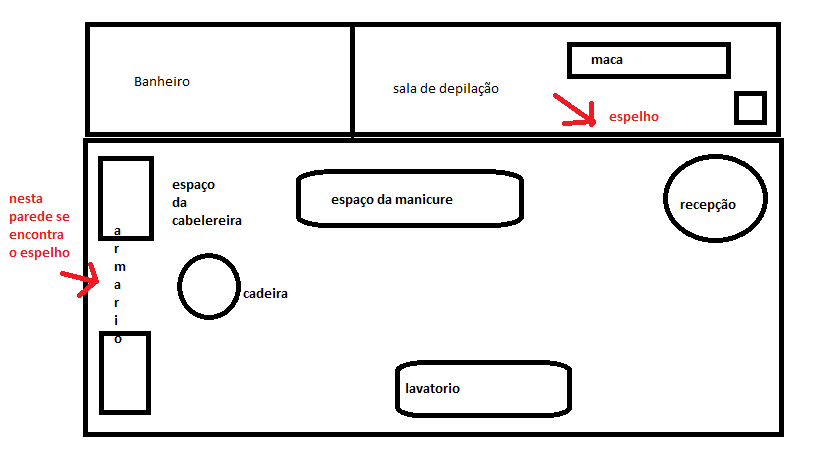 Banheiro
sala de depilação
maca
espelho
nesta
parede se
encontra
o espelho
espaço
da
cabelereira
armario
cadeira
espaço da manicure
recepção
lavatorio